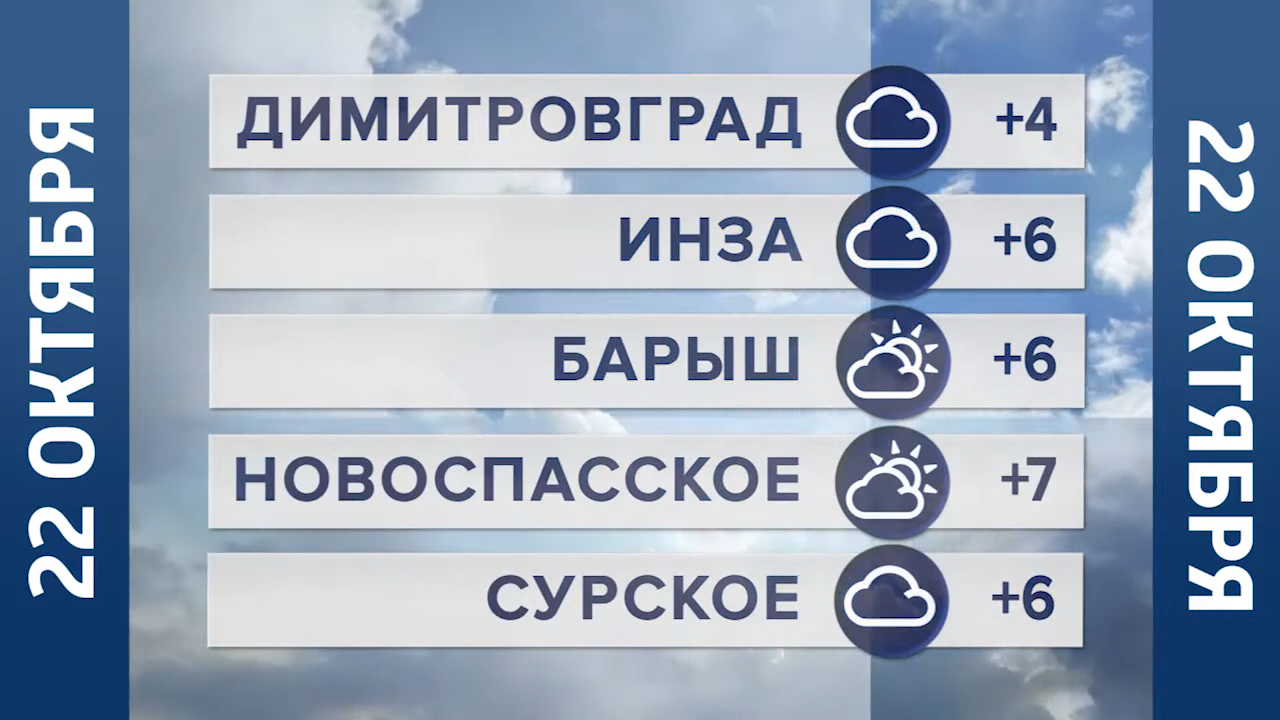 22 ОКТЯБРЯ
ДИМИТРОВГРАД +4
ИНЗА +6
БАРЫШ +6
НОВОСПАССКОЕ +7
СУРСКОЕ +6
22 ОКТЯБРЯ